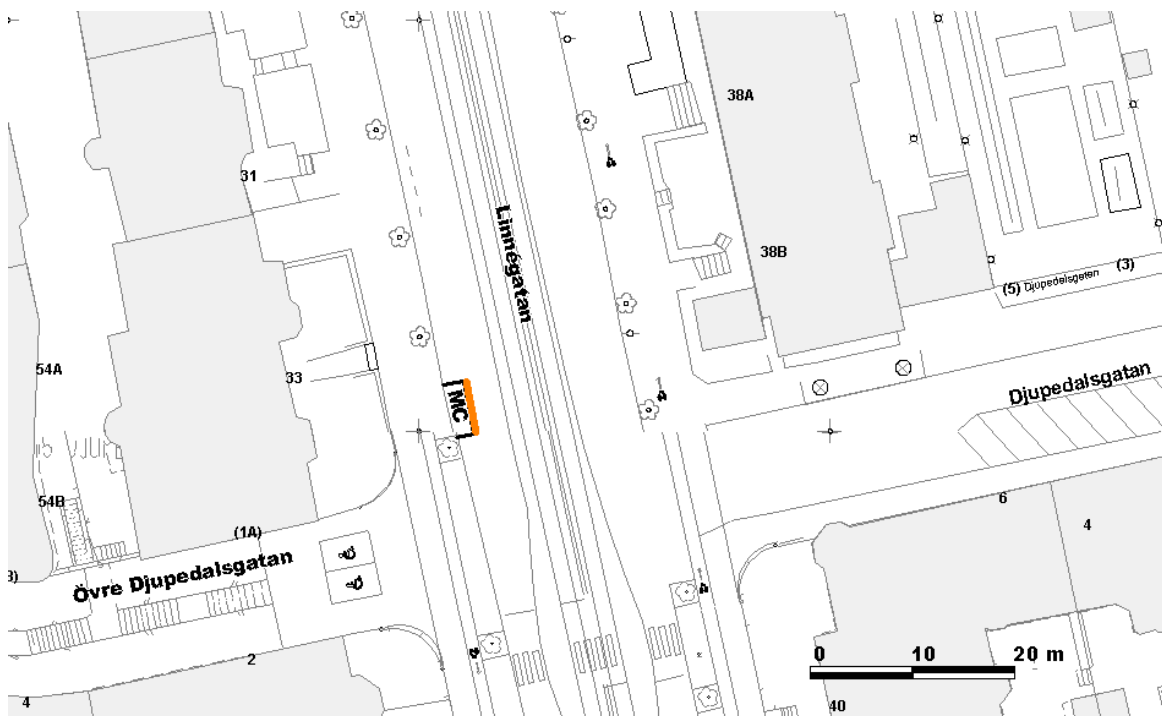 38A
31
Linnégatan
38B
(3)
(5) Djupedalsgatan
54A
33
Djupedalsgatan
MC
54B
6
4
(1A)
3)
Övre Djupedalsgatan
2
0 10 20 m
4
40